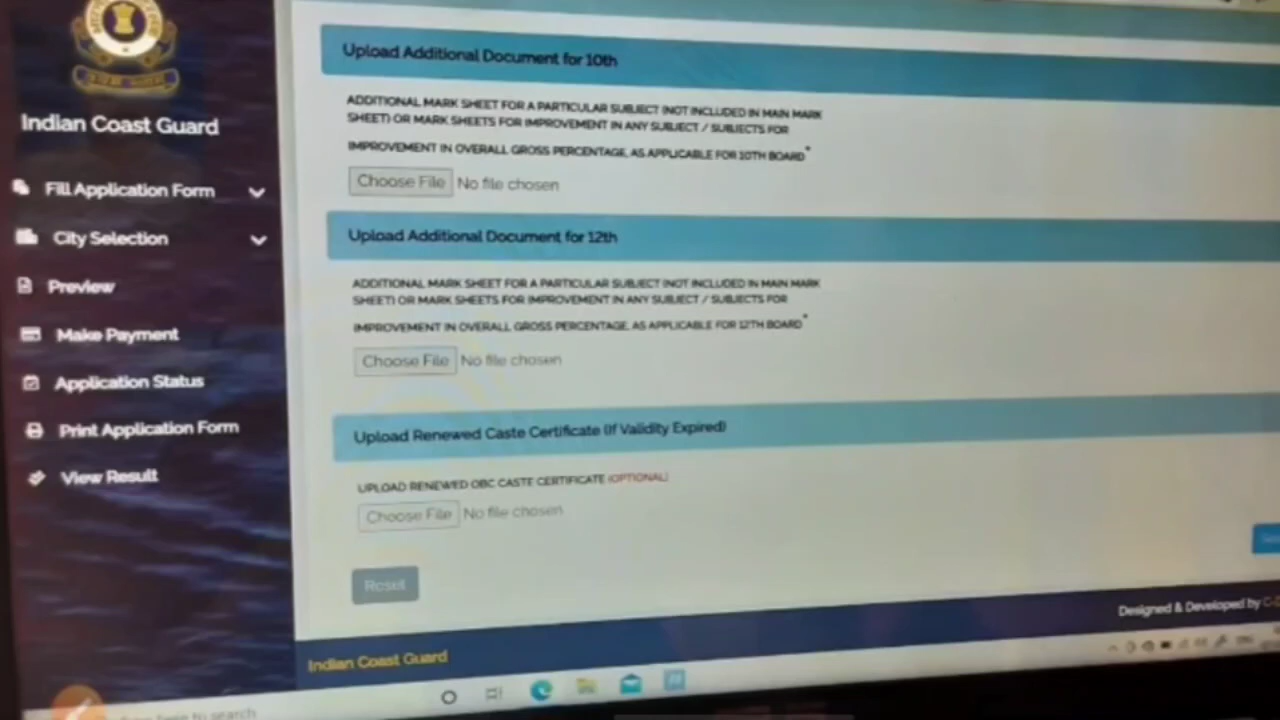 Indian Coast Guard
Fill Application Form
City Selection
Preview
Make Payment
Application Status
Print Application Form
View Result
Upload Additional Document for 10th
ADDITIONAL MARK SHEET FOR A PARTICULAR SUBJECT (NOT INCLUDED IN MAIN MARK
SHEET) OR MARK SHEETS FOR IMPROVEMENT IN ANY SUBJECT / SUBJECTS FOR
IMPROVEMENT IN OVERALL GROSS PERCENTAGE, AS APPLICABLE FOR 10TH BOARD*
Choose File No file chosen
Upload Additional Document for 12th
ADDITIONAL MARK SHEET FOR A PARTICULAR SUBJECT (NOT INCLUDED IN MAIN MARK
SHEET) OR MARK SHEETS FOR IMPROVEMENT IN ANY SUBJECT / SUBJECTS FOR
IMPROVEMENT IN OVERALL GROSS PERCENTAGE, AS APPLICABLE FOR 12TH BOARD*
Choose File No file chosen
Upload Renewed Caste Certificate (If Validity Expired)
UPLOAD RENEWED OBC CASTE CERTIFICATE (OPTIONAL)
Choose File No file chosen
Reset
Designed & Developed by
Indian Coast Guard
here to search